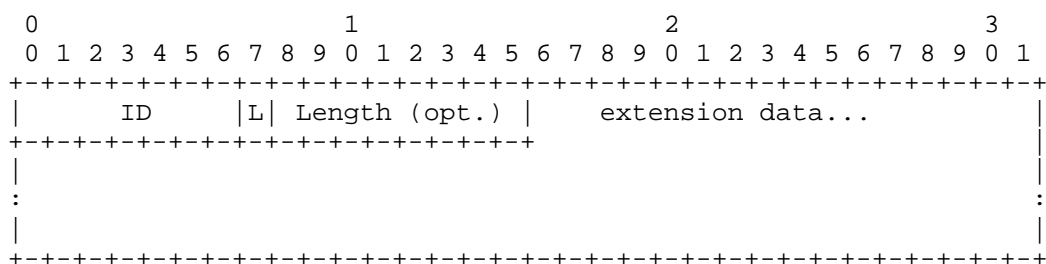 0                   1                   2                   3
 0 1 2 3 4 5 6 7 8 9 0 1 2 3 4 5 6 7 8 9 0 1 2 3 4 5 6 7 8 9 0 1
+-+-+-+-+-+-+-+-+-+-+-+-+-+-+-+-+-+-+-+-+-+-+-+-+-+-+-+-+-+-+-+-+
|      ID     |L| Length (opt.) |    extension data...          |
+-+-+-+-+-+-+-+-+-+-+-+-+-+-+-+-+                               |
|                                                               |
:                                                               :
|                                                               |
+-+-+-+-+-+-+-+-+-+-+-+-+-+-+-+-+-+-+-+-+-+-+-+-+-+-+-+-+-+-+-+-+